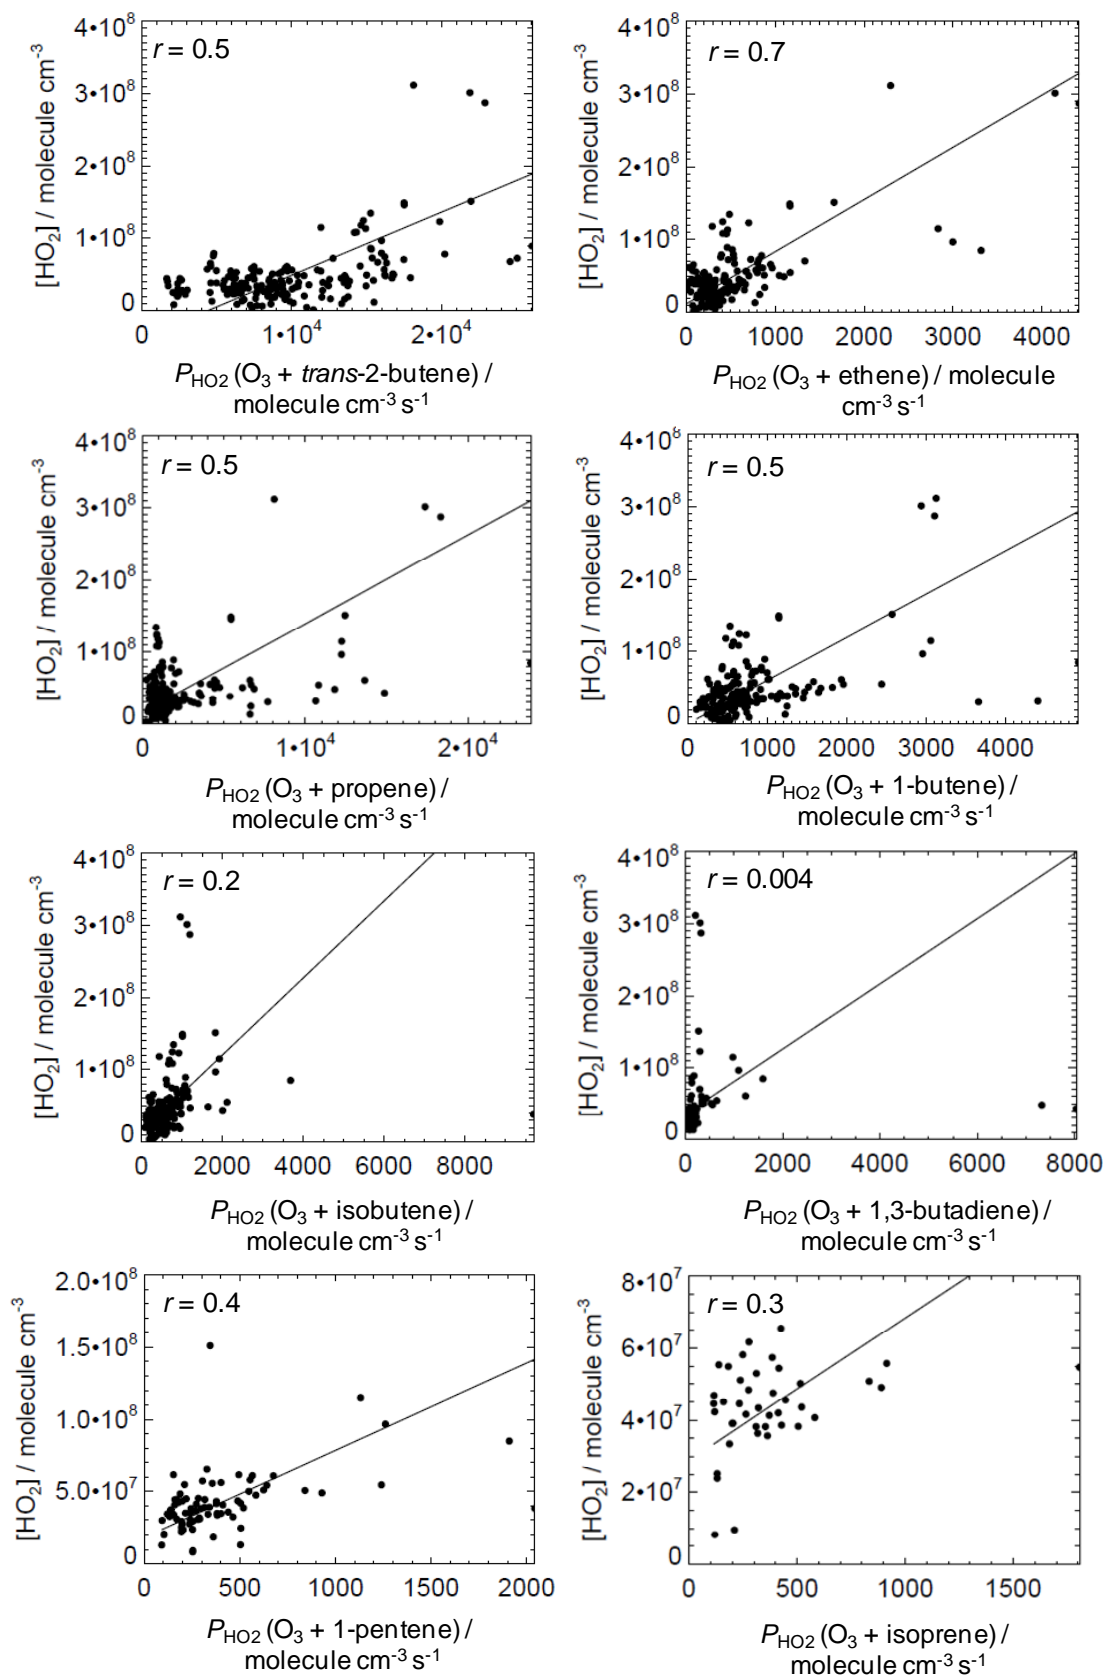 [HO₂] / molecule cm⁻³
4•10⁸
3•10⁸
2•10⁸
1•10⁸
0
r = 0.5
0 1•10⁴ 2•10⁴
P_HO2 (O₃ + trans-2-butene) /
molecule cm⁻³ s⁻¹
[HO₂] / molecule cm⁻³
4•10⁸
3•10⁸
2•10⁸
1•10⁸
0
r = 0.7
0 1000 2000 3000 4000
P_HO2 (O₃ + ethene) / molecule
cm⁻³ s⁻¹
[HO₂] / molecule cm⁻³
4•10⁸
3•10⁸
2•10⁸
1•10⁸
0
r = 0.5
0 1•10⁴ 2•10⁴
P_HO2 (O₃ + propene) /
molecule cm⁻³ s⁻¹
[HO₂] / molecule cm⁻³
4•10⁸
3•10⁸
2•10⁸
1•10⁸
0
r = 0.5
0 1000 2000 3000 4000
P_HO2 (O₃ + 1-butene) /
molecule cm⁻³ s⁻¹
[HO₂] / molecule cm⁻³
4•10⁸
3•10⁸
2•10⁸
1•10⁸
0
r = 0.2
0 2000 4000 6000 8000
P_HO2 (O₃ + isobutene) /
molecule cm⁻³ s⁻¹
[HO₂] / molecule cm⁻³
4•10⁸
3•10⁸
2•10⁸
1•10⁸
0
r = 0.004
0 2000 4000 6000 8000
P_HO2 (O₃ + 1,3-butadiene) /
molecule cm⁻³ s⁻¹
[HO₂] / molecule cm⁻³
2.0•10⁸
1.5•10⁸
1.0•10⁸
5.0•10⁷
0
r = 0.4
0 500 1000 1500 2000
P_HO2 (O₃ + 1-pentene) /
molecule cm⁻³ s⁻¹
[HO₂] / molecule cm⁻³
8•10⁷
6•10⁷
4•10⁷
2•10⁷
0
r = 0.3
0 500 1000 1500
P_HO2 (O₃ + isoprene) /
molecule cm⁻³ s⁻¹